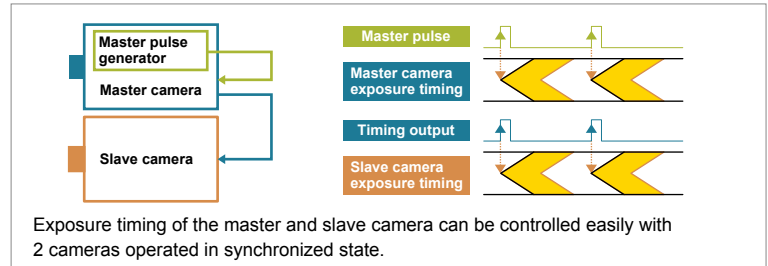 Master pulse
generator
Master camera
Slave camera
Master pulse
Master camera
exposure timing
Timing output
Slave camera
exposure timing
Exposure timing of the master and slave camera can be controlled easily with
2 cameras operated in synchronized state.